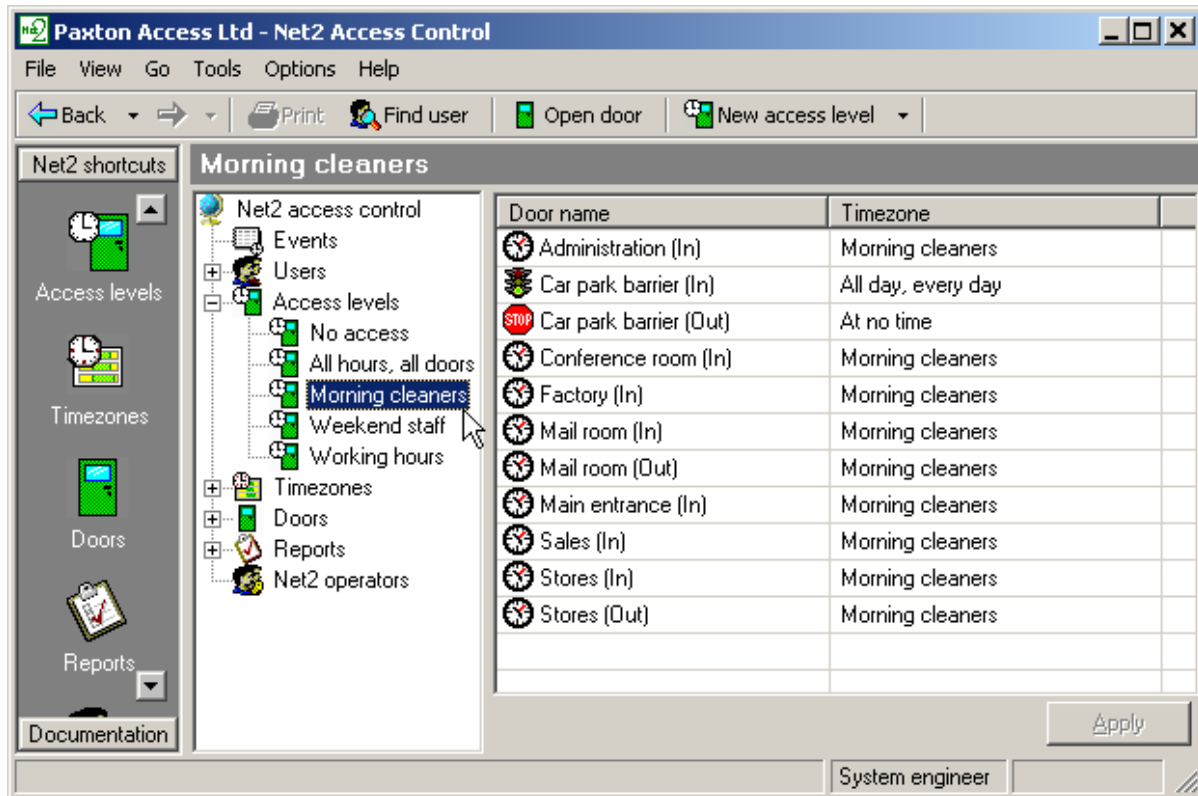 Paxton Access Ltd - Net2 Access Control
File View Go Tools Options Help
Back Print Find user Open door New access level
Net2 shortcuts
Access levels
Timezones
Doors
Reports
Documentation
Morning cleaners
Net2 access control
Events
Users
Access levels
No access
All hours, all doors
Morning cleaners
Weekend staff
Working hours
Timezones
Doors
Reports
Net2 operators
Door name Timezone
Administration (In) Morning cleaners
Car park barrier (In) All day, every day
STOP Car park barrier (Out) At no time
Conference room (In) Morning cleaners
Factory (In) Morning cleaners
Mail room (In) Morning cleaners
Mail room (Out) Morning cleaners
Main entrance (In) Morning cleaners
Sales (In) Morning cleaners
Stores (In) Morning cleaners
Stores (Out) Morning cleaners
Apply
System engineer